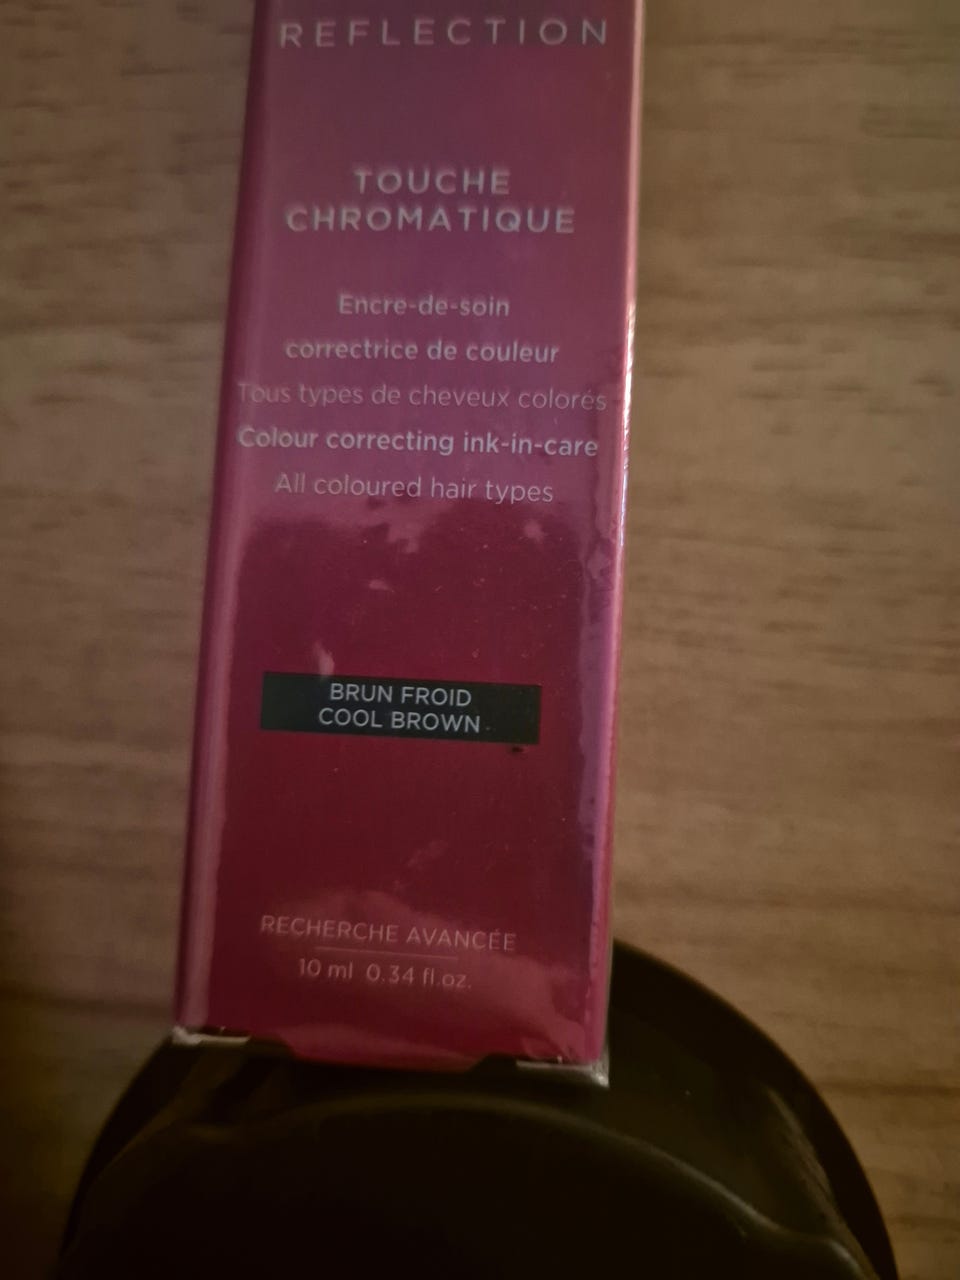 REFLECTION
TOUCHE
CHROMATIQUE
Encre-de-soin
correctrice de couleur
Tous types de cheveux colorés
Colour correcting ink-in-care
All coloured hair types
BRUN FROID
COOL BROWN
RECHERCHE AVANCÉE
10 ml 0.34 fl.oz.